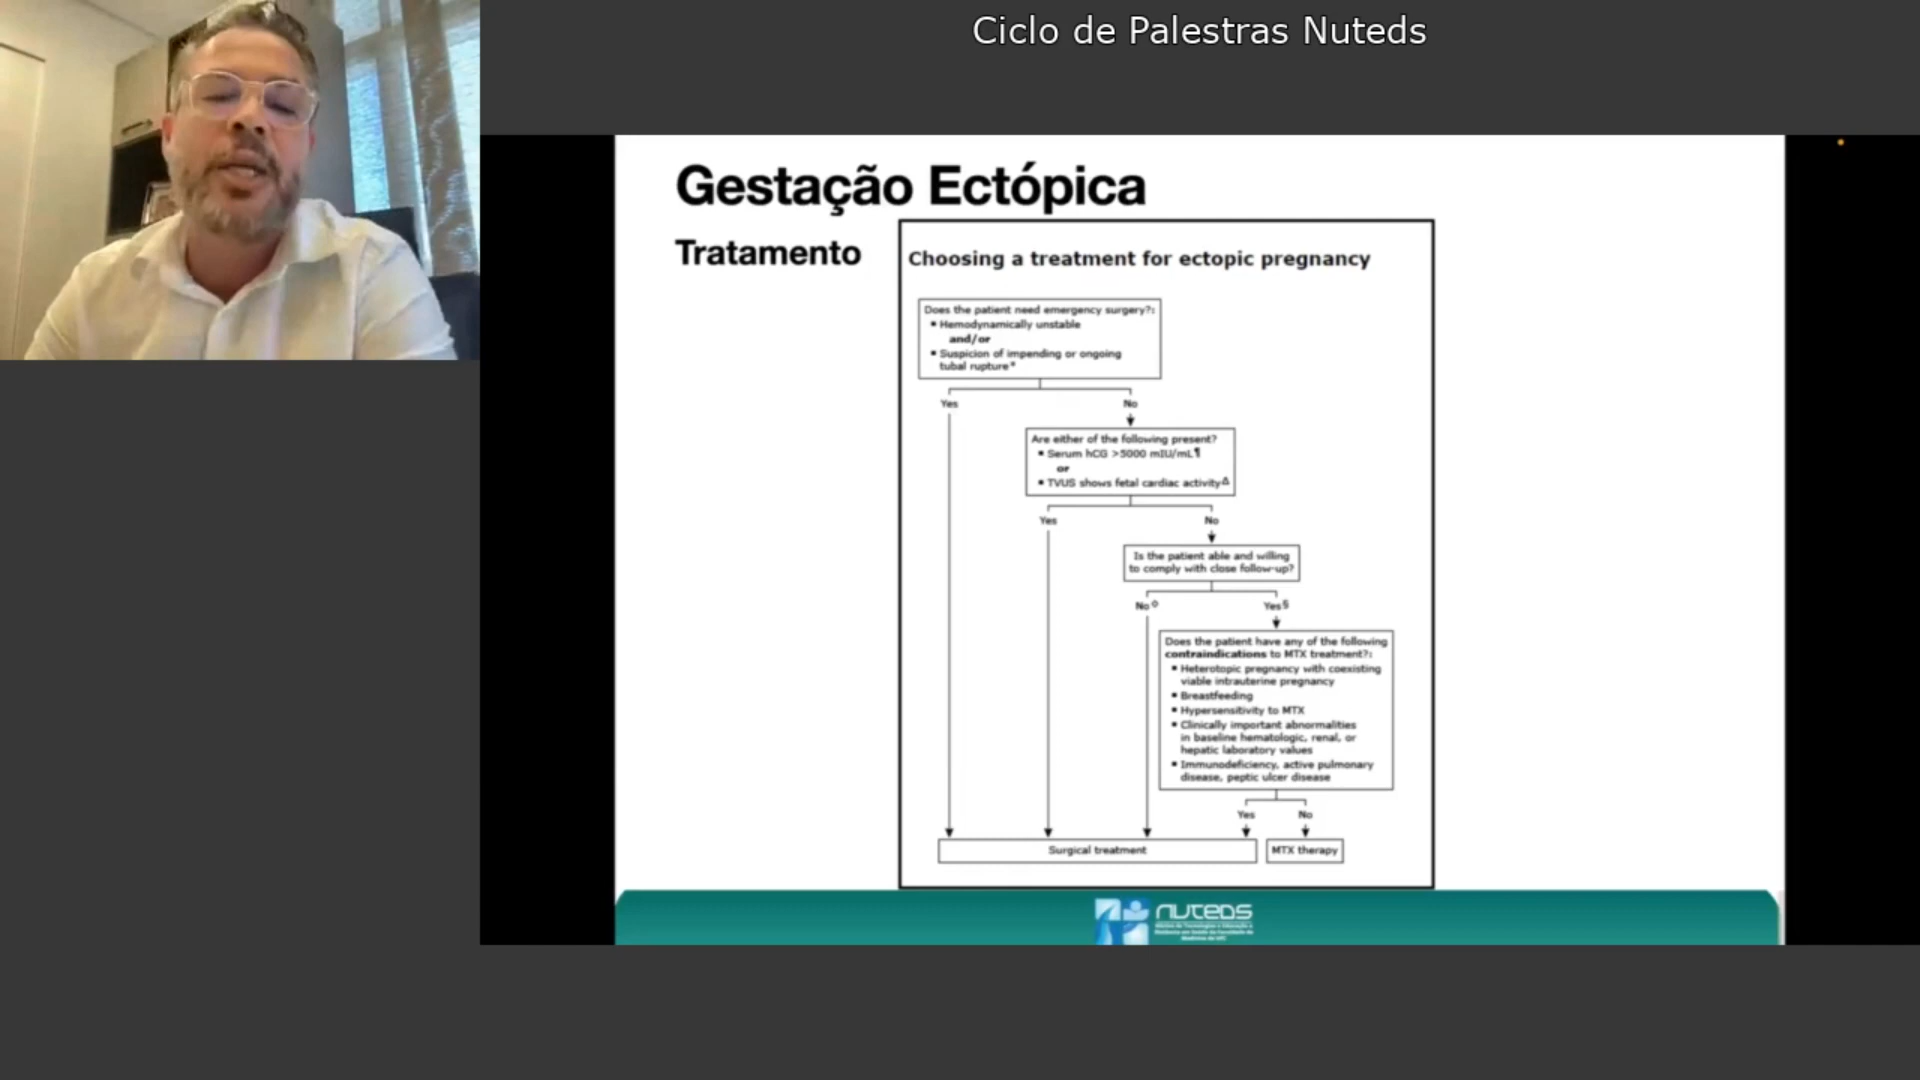 Ciclo de Palestras Nuteds
Gestação Ectópica
Tratamento
Choosing a treatment for ectopic pregnancy
Does the patient need emergency surgery?:
▪ Hemodynamically unstable
and/or
▪ Suspicion of impending or ongoing
tubal rupture*
Yes
No
Are either of the following present?
▪ Serum hCG >5000 mIU/mL¶
or
▪ TVUS shows fetal cardiac activityΔ
Yes
No
Is the patient able and willing
to comply with close follow-up?
No◊
Yes§
Does the patient have any of the following
contraindications to MTX treatment?:
▪ Heterotopic pregnancy with coexisting
viable intrauterine pregnancy
▪ Breastfeeding
▪ Hypersensitivity to MTX
▪ Clinically important abnormalities
in baseline hematologic, renal, or
hepatic laboratory values
▪ Immunodeficiency, active pulmonary
disease, peptic ulcer disease
Yes
No
Surgical treatment
MTX therapy
NUTEDS